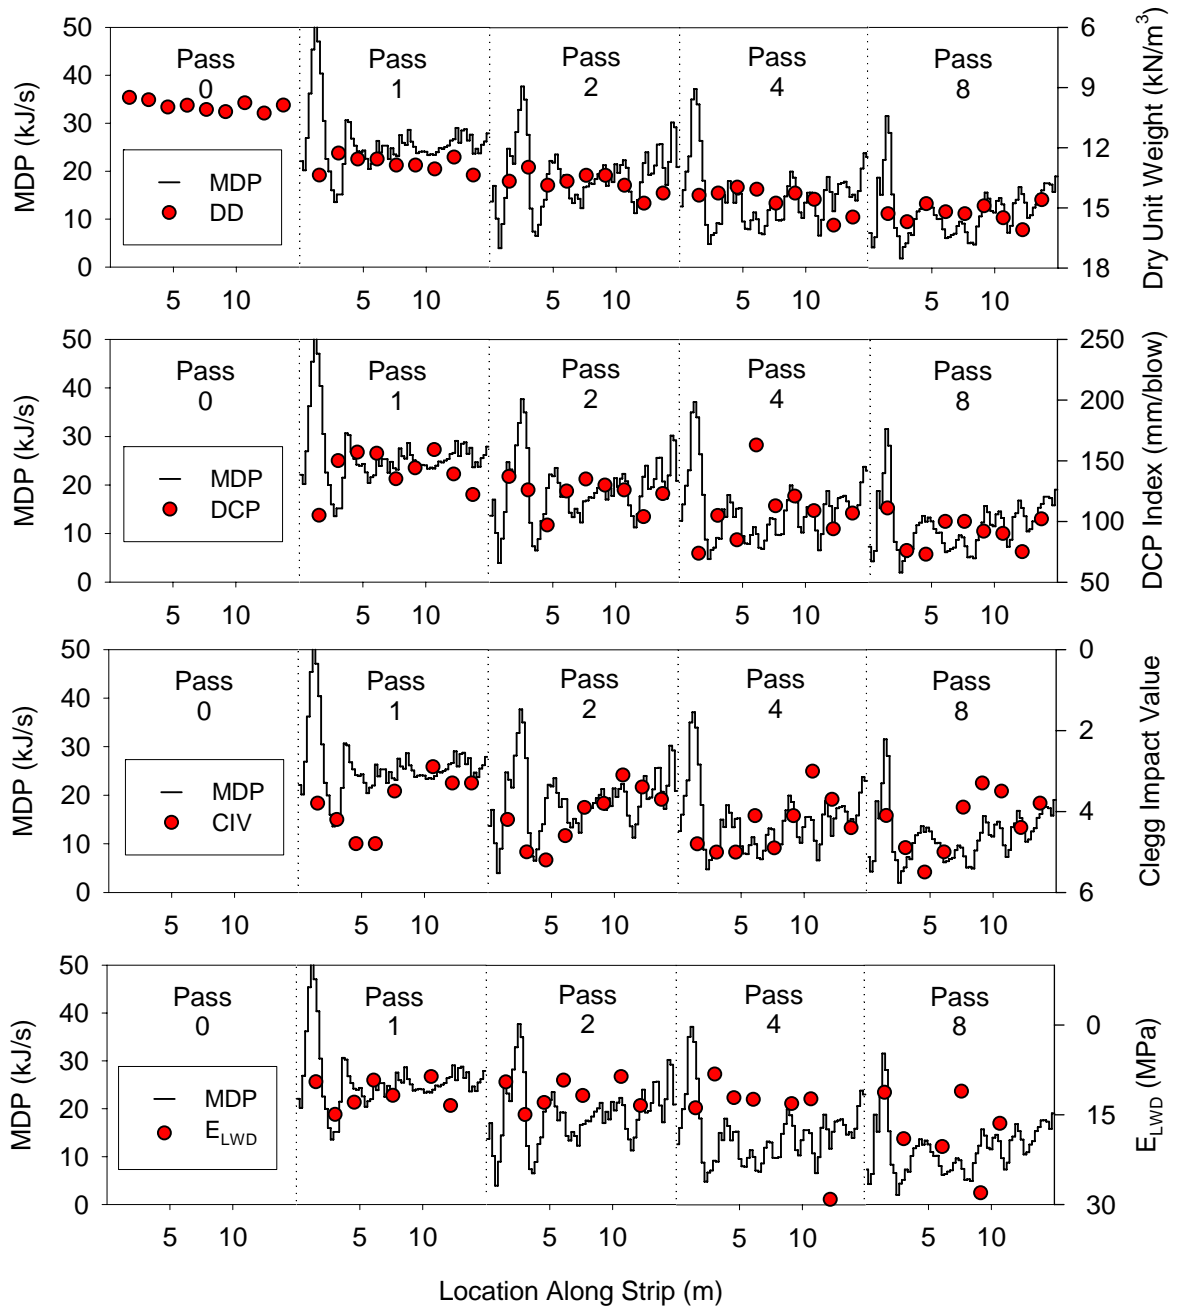 50
40
30
20
10
0
MDP (kJ/s)
Pass
0
Pass
1
Pass
2
Pass
4
Pass
8
MDP
DD
6
9
12
15
18
Dry Unit Weight (kN/m³)
5 10 5 10 5 10 5 10 5 10
50
40
30
20
10
0
MDP (kJ/s)
Pass
0
Pass
1
Pass
2
Pass
4
Pass
8
MDP
DCP
250
200
150
100
50
DCP Index (mm/blow)
5 10 5 10 5 10 5 10 5 10
50
40
30
20
10
0
MDP (kJ/s)
Pass
0
Pass
1
Pass
2
Pass
4
Pass
8
MDP
CIV
0
2
4
6
Clegg Impact Value
5 10 5 10 5 10 5 10 5 10
50
40
30
20
10
0
MDP (kJ/s)
Pass
0
Pass
1
Pass
2
Pass
4
Pass
8
MDP
E_LWD
0
15
30
E_LWD (MPa)
5 10 5 10 5 10 5 10 5 10
Location Along Strip (m)